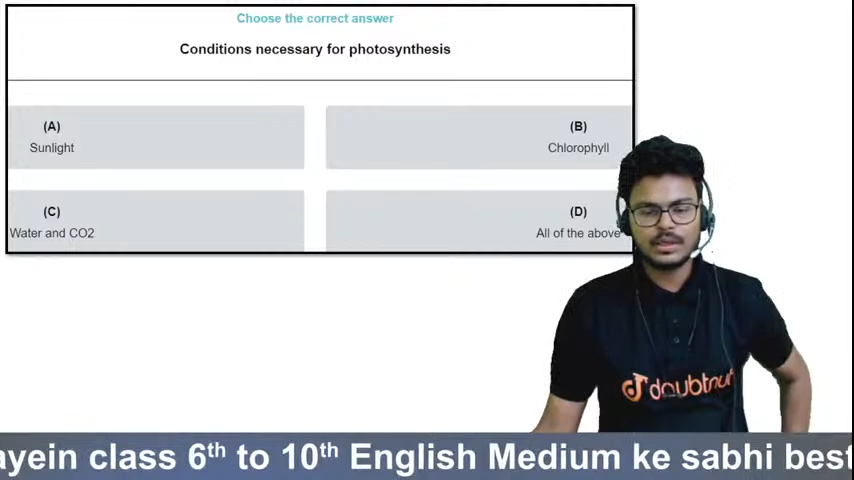 Choose the correct answer
Conditions necessary for photosynthesis
(A)
Sunlight
(B)
Chlorophyll
(C)
Water and CO2
(D)
All of the above
doubtnut
ayein class 6th to 10th English Medium ke sabhi best